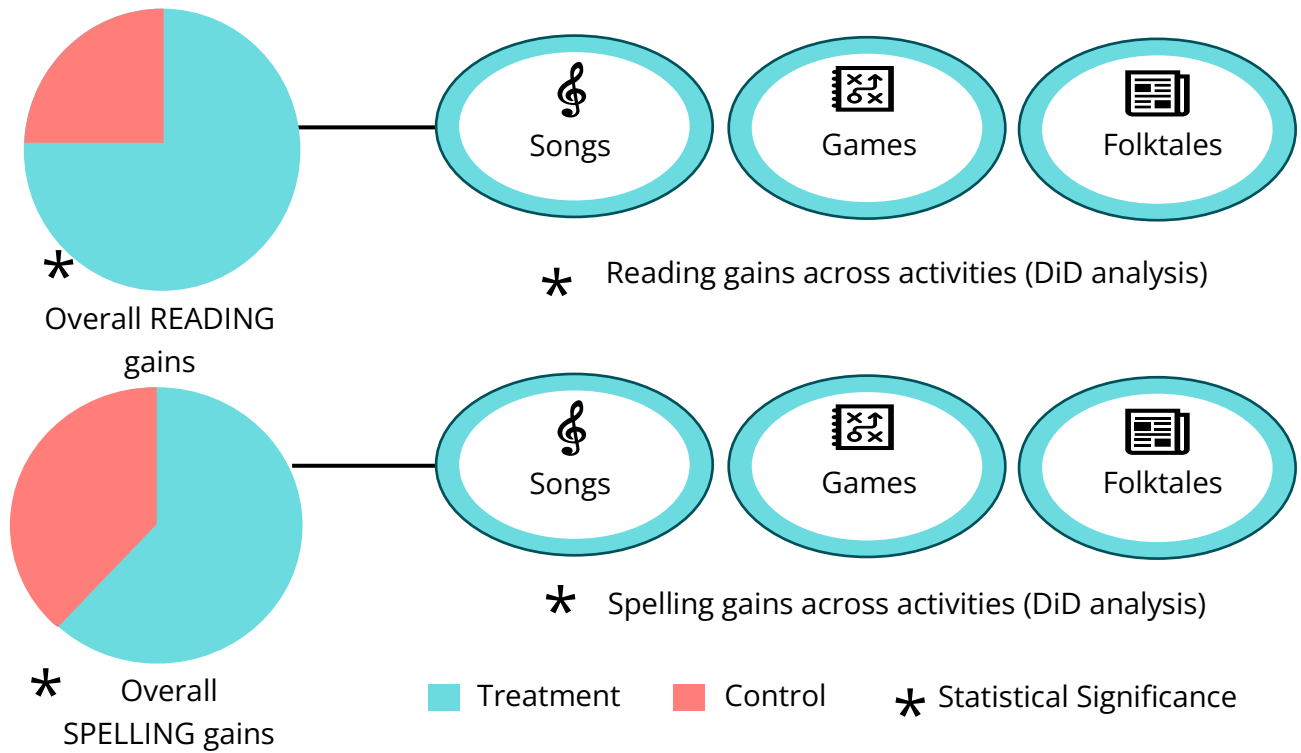 Songs
Games
Folktales
* Reading gains across activities (DiD analysis)
*
Overall READING
gains
Songs
Games
Folktales
* Spelling gains across activities (DiD analysis)
*
Overall
SPELLING gains
Treatment
Control
* Statistical Significance